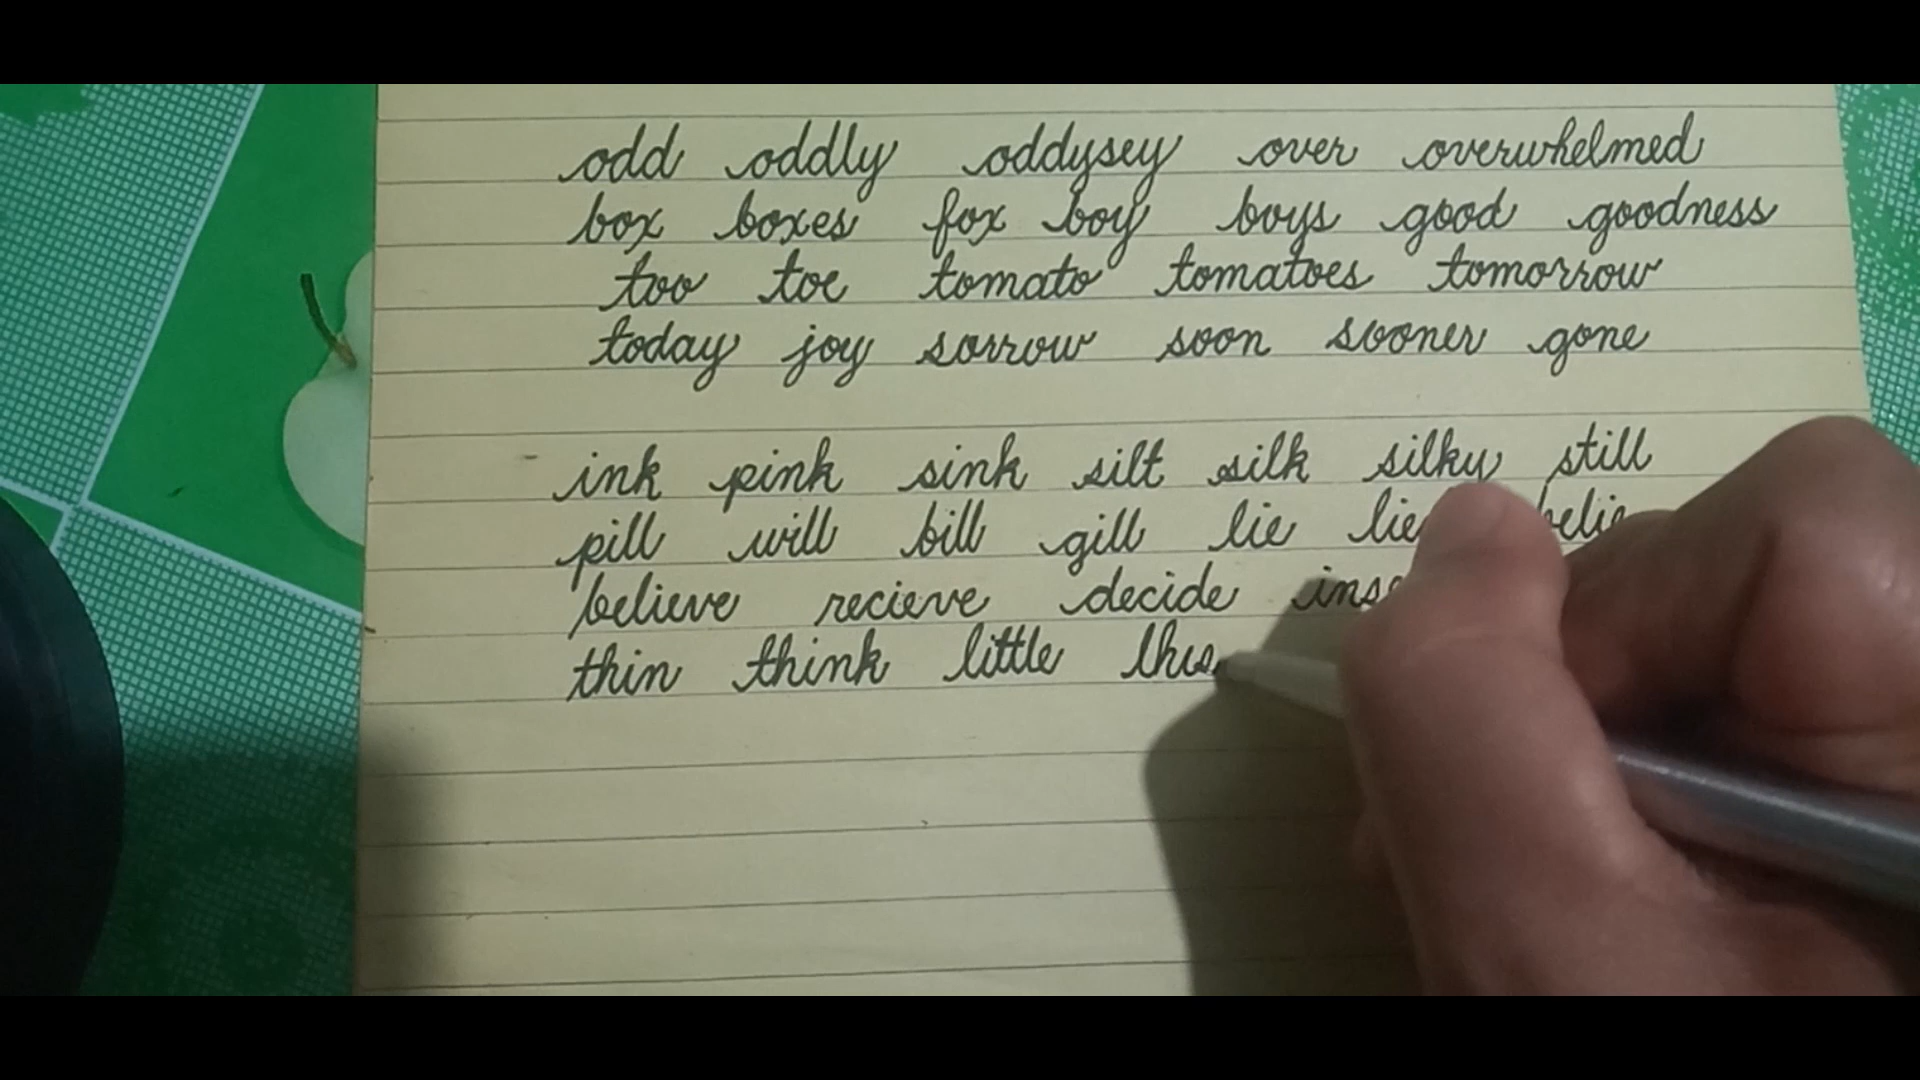 odd oddly oddysey over overwhelmed
box boxes fox boy boys good goodness
too toe tomato tomatoes tomorrow
today joy sorrow soon sooner gone
ink pink sink silt silk silky still
pill will bill gill lie
believe recieve decide
thin think little